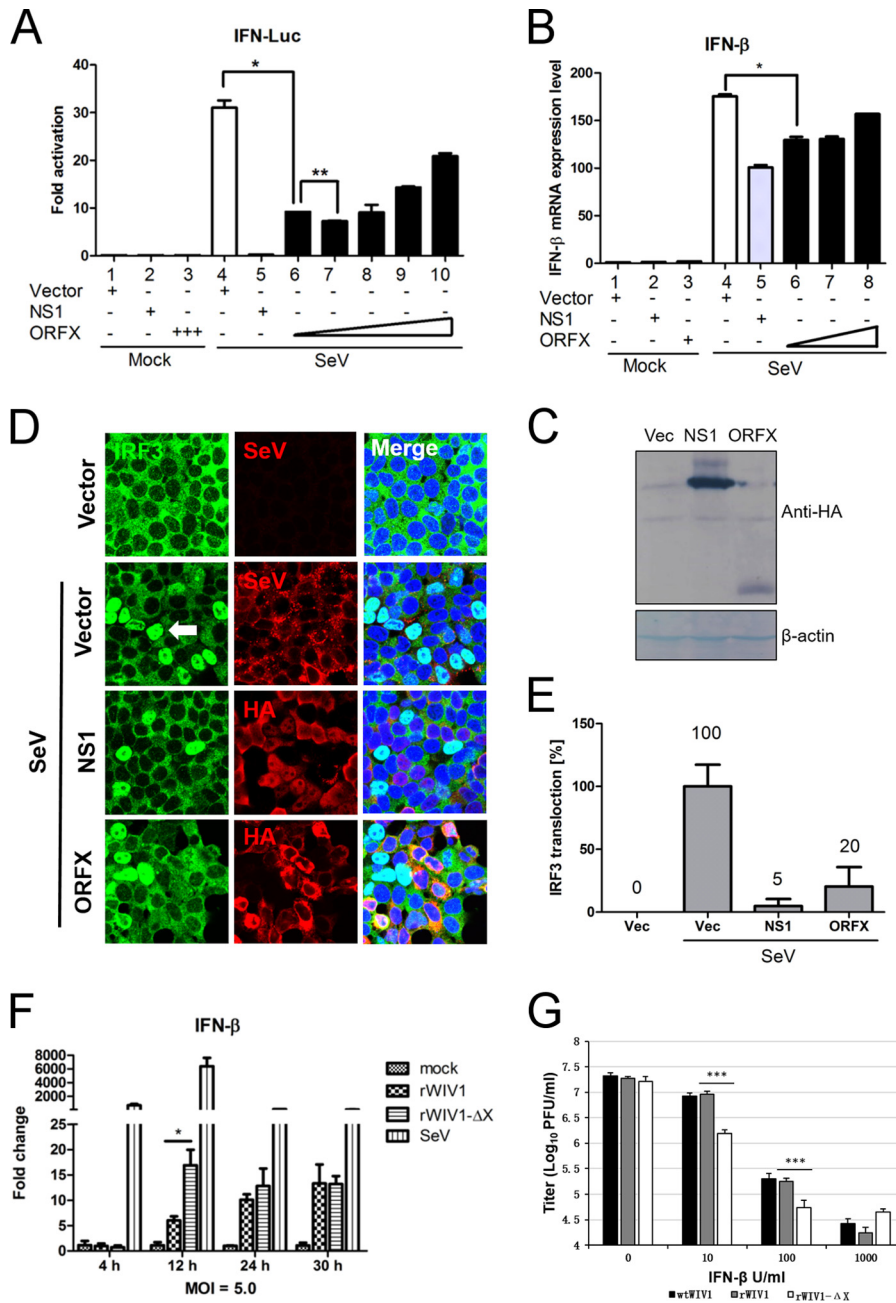 A
IFN-Luc
Fold activation
40
30
20
10
0
*
**
1 2 3 4 5 6 7 8 9 10
Vector + - - + - - - - - -
NS1 - + - - + - - - - -
ORFX - - +++ - -
Mock SeV
B
IFN-β
IFN-β mRNA expression level
200
150
100
50
0
*
1 2 3 4 5 6 7 8
Vector + - - + - - - -
NS1 - + - - + - - -
ORFX - - + - -
Mock SeV
D
IRF3 SeV Merge
Vector
SeV
Vector
SeV
NS1
HA
ORFX
HA
C
Vec NS1 ORFX
Anti-HA
β-actin
E
IRF3 transloction [%]
150
100
50
0
0
100
5
20
Vec Vec NS1 ORFX
SeV
F
IFN-β
Fold change
8000
6000
4000
2000
25
20
15
10
5
0
*
4 h 12 h 24 h 30 h
MOI = 5.0
mock
rWIV1
rWIV1-ΔX
SeV
G
Titer (Log10 PFU/ml)
8
7.5
7
6.5
6
5.5
5
4.5
4
***
***
0 10 100 1000
IFN-β U/ml
wtWIV1 rWIV1 rWIV1-ΔX